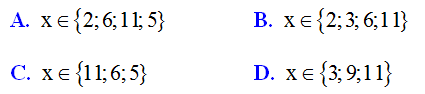 A. x ∈ {2; 6; 11; 5} B. x ∈ {2; 3; 6; 11}
C. x ∈ {11; 6; 5} D. x ∈ {3; 9; 11}